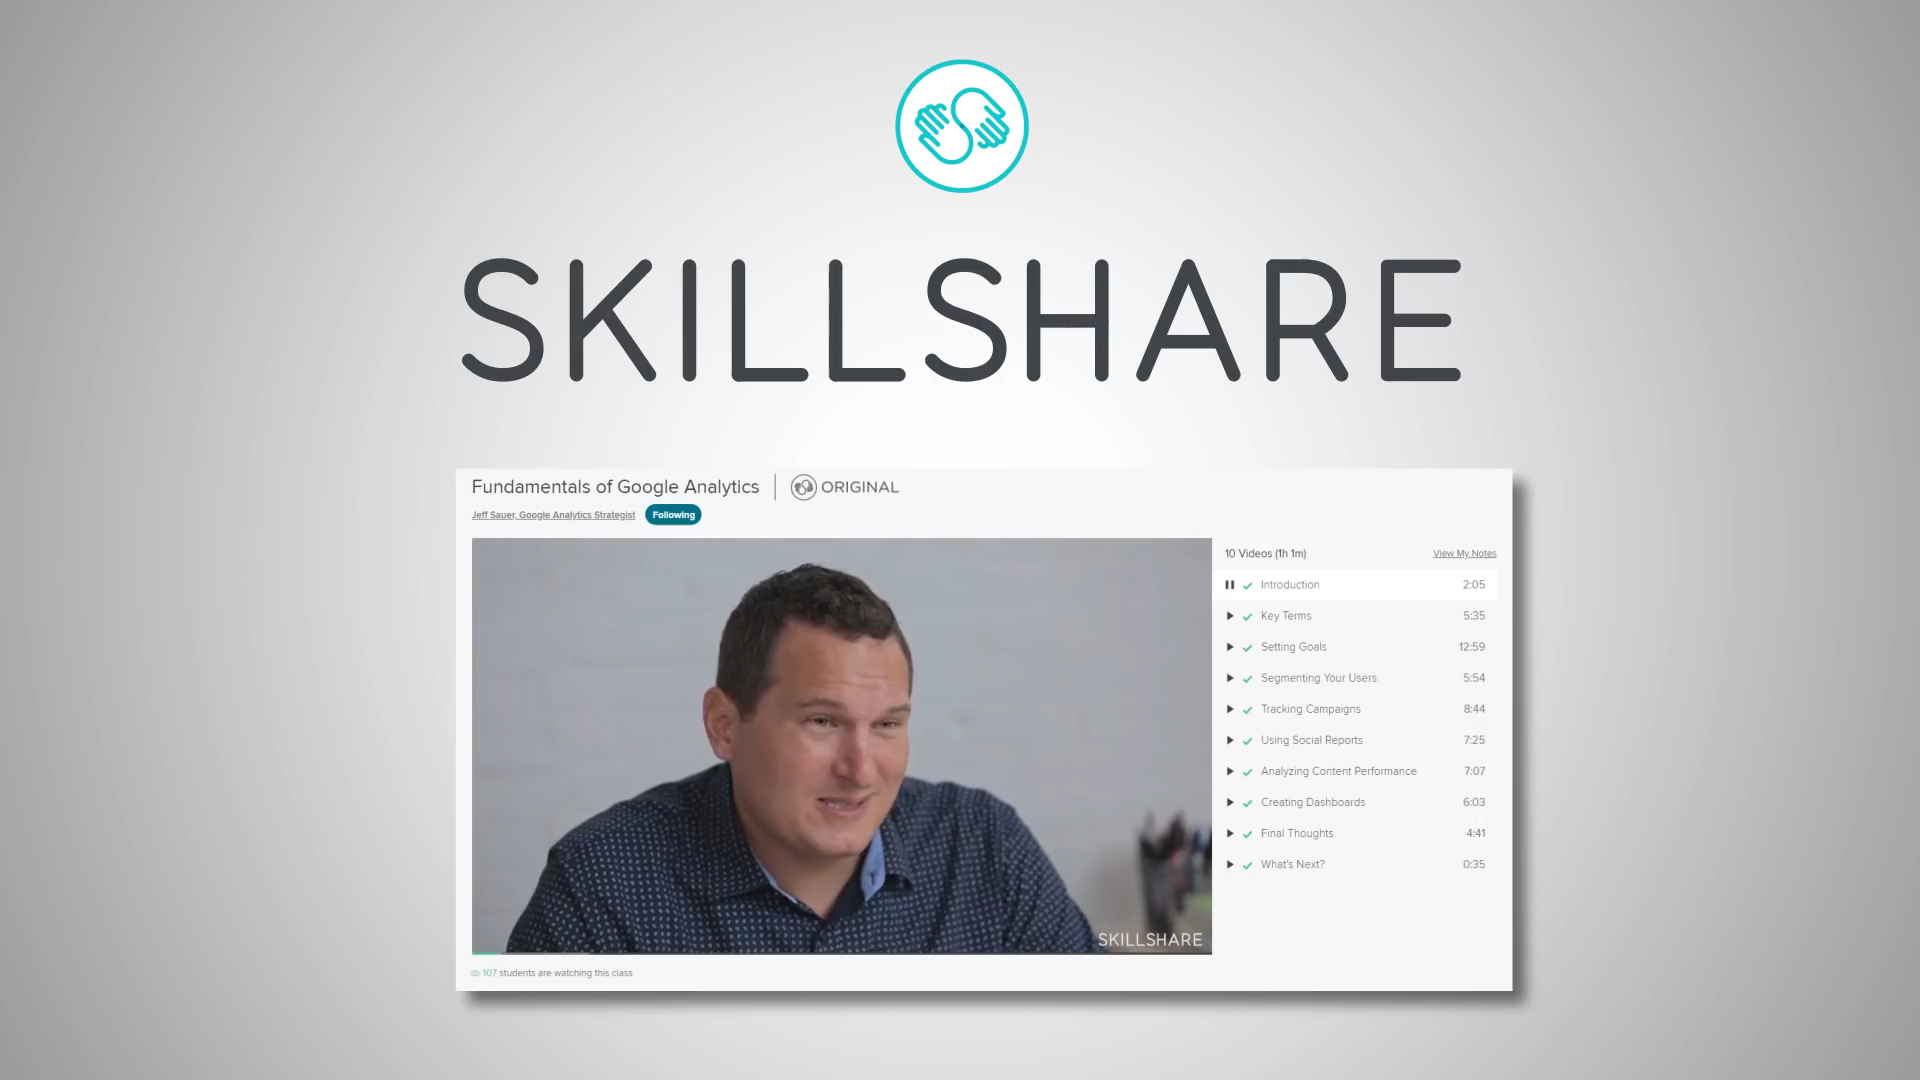 SKILLSHARE
Fundamentals of Google Analytics ORIGINAL
Jeff Sauer, Google Analytics Strategist Following
10 Videos (1h 1m) View My Notes
Introduction 2:05
Key Terms 5:35
Setting Goals 12:59
Segmenting Your Users 5:54
Tracking Campaigns 8:44
Using Social Reports 7:25
Analyzing Content Performance 7:07
Creating Dashboards 6:03
Final Thoughts 4:41
What's Next? 0:35
SKILLSHARE
107 students are watching this class